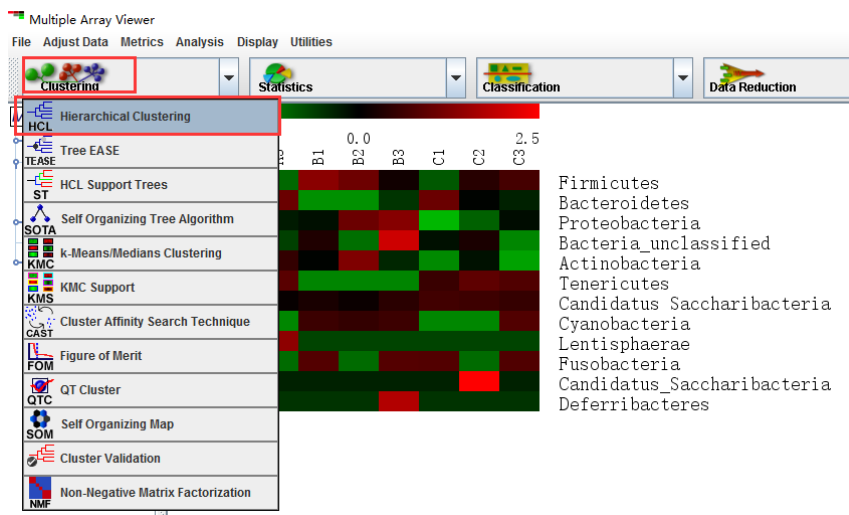 Multiple Array Viewer
File Adjust Data Metrics Analysis Display Utilities
Clustering Statistics Classification Data Reduction
HCL Hierarchical Clustering
TEASE Tree EASE
ST HCL Support Trees
SOTA Self Organizing Tree Algorithm
KMC k-Means/Medians Clustering
KMS KMC Support
CAST Cluster Affinity Search Technique
FOM Figure of Merit
QTC QT Cluster
SOM Self Organizing Map
Cluster Validation
NMF Non-Negative Matrix Factorization
0.0 2.5
B1 B2 B3 C1 C2 C3
Firmicutes
Bacteroidetes
Proteobacteria
Bacteria_unclassified
Actinobacteria
Tenericutes
Candidatus Saccharibacteria
Cyanobacteria
Lentisphaerae
Fusobacteria
Candidatus_Saccharibacteria
Deferribacteres